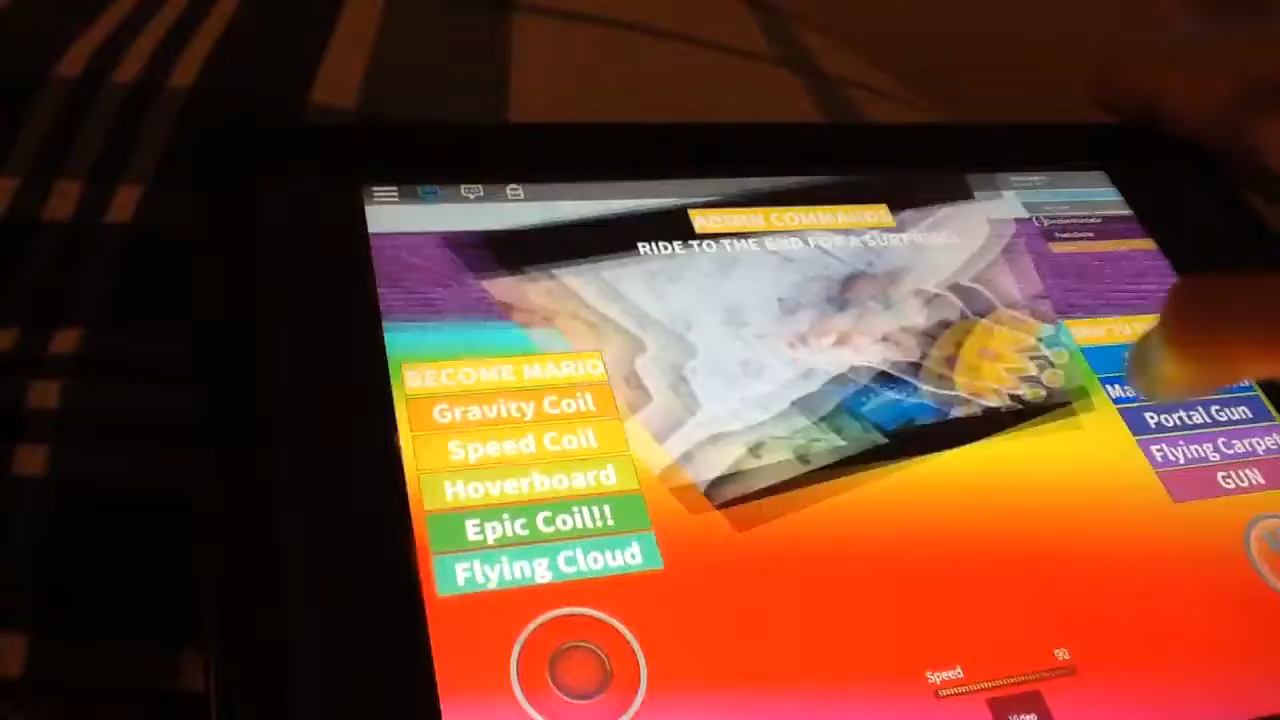 ADMIN COMMANDS
RIDE TO THE END FOR A SURPRISE!
BECOME MARIO
Gravity Coil
Speed Coil
Hoverboard
Epic Coil!!
Flying Cloud
Portal Gun
Flying Carpet
GUN
Speed
90
Video